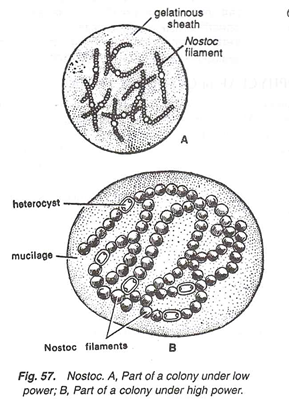 gelatinous
sheath
Nostoc
filament
A
heterocyst
mucilage
Nostoc filaments
B
Fig. 57. Nostoc. A, Part of a colony under low
power; B, Part of a colony under high power.